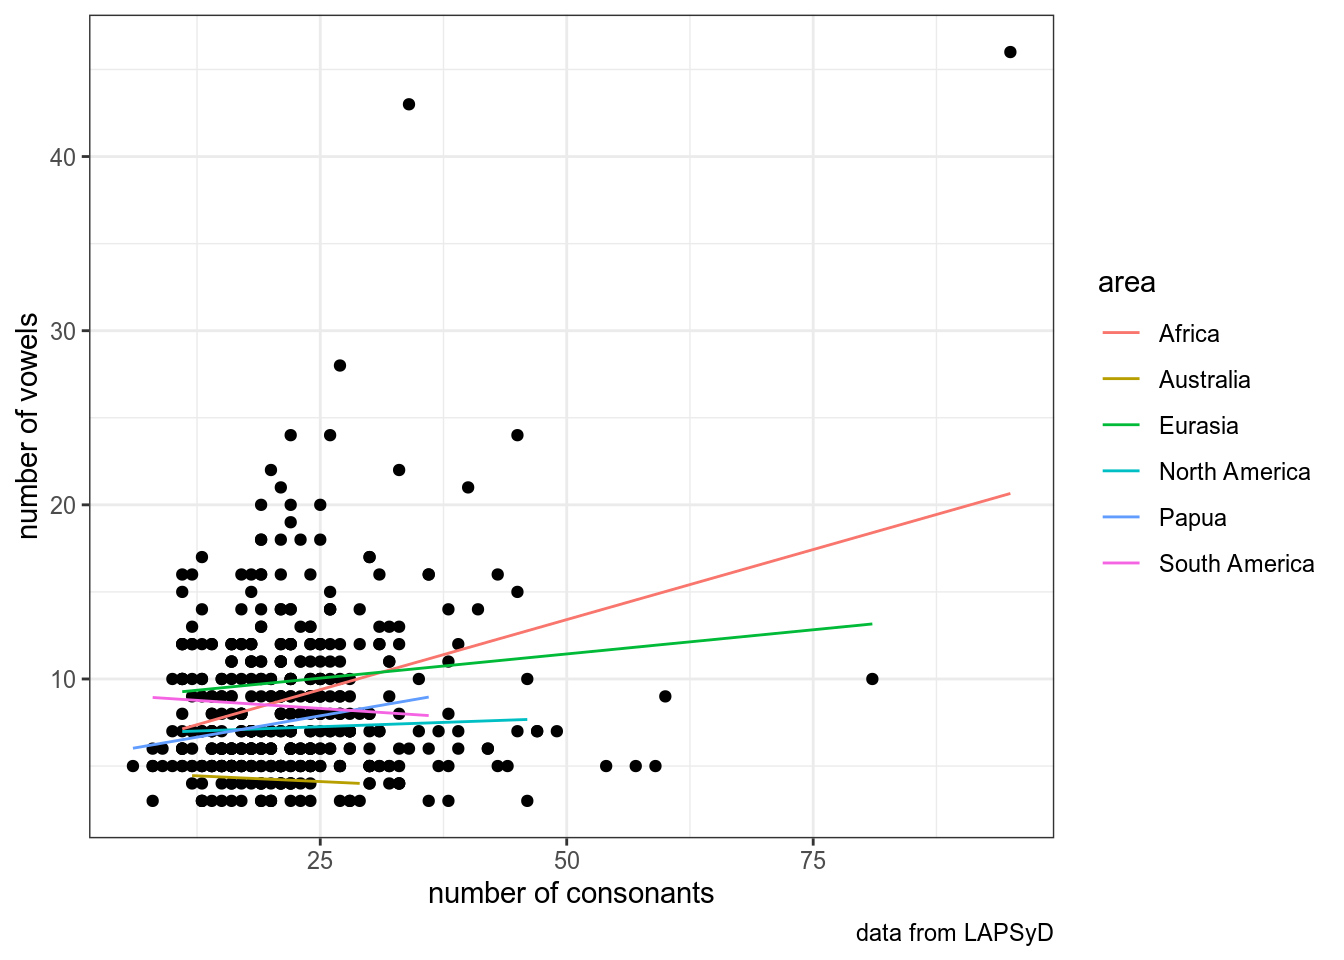 number of vowels
40
30
20
10
25
50
75
number of consonants
data from LAPSyD
area
Africa
Australia
Eurasia
North America
Papua
South America